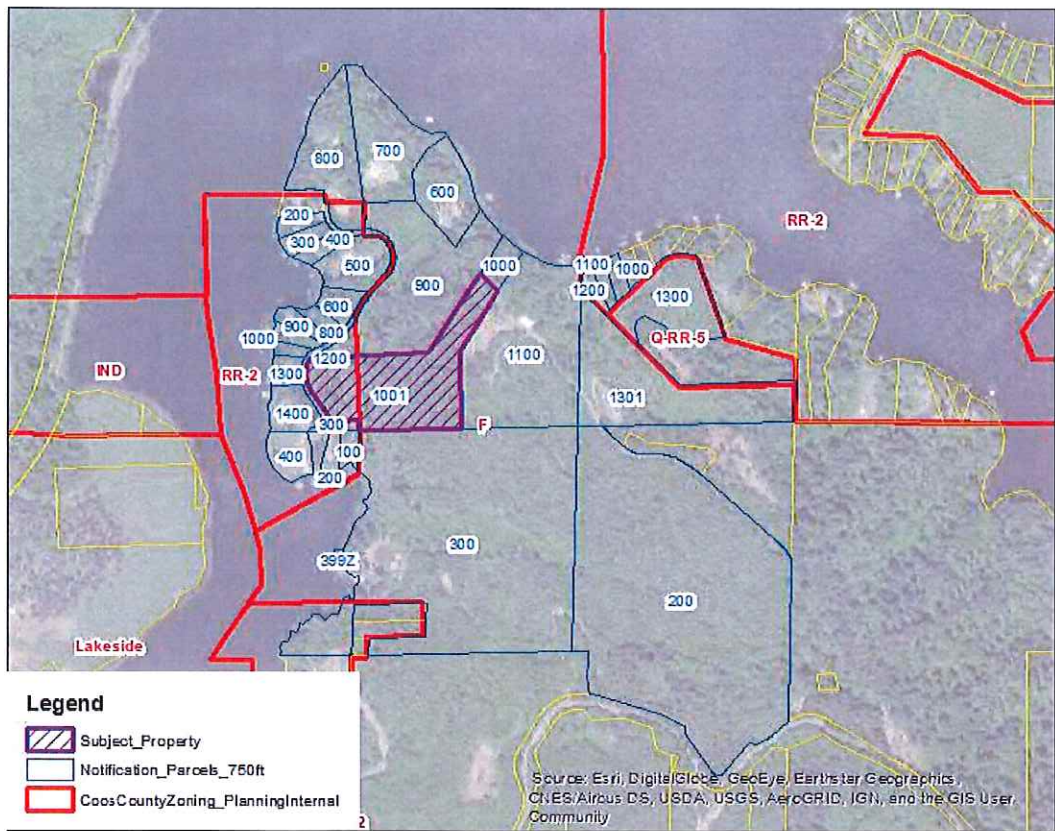 800
700
600
200
400
300
500
RR-2
1000
1100
1000
900
1200
1300
600
900
800
1000
Q-RR-5
1200
1100
IND
RR-2
1300
1001
1301
1400
300
F
400
100
200
300
399Z
200
Lakeside
Legend
Subject_Property
Notification_Parcels_750ft
CoosCountyZoning_PlanningInternal
2
Source: Esri, DigitalGlobe, GeoEye, Earthstar Geographics,
CNES/Airbus DS, USDA, USGS, AeroGRID, IGN, and the GIS User
Community